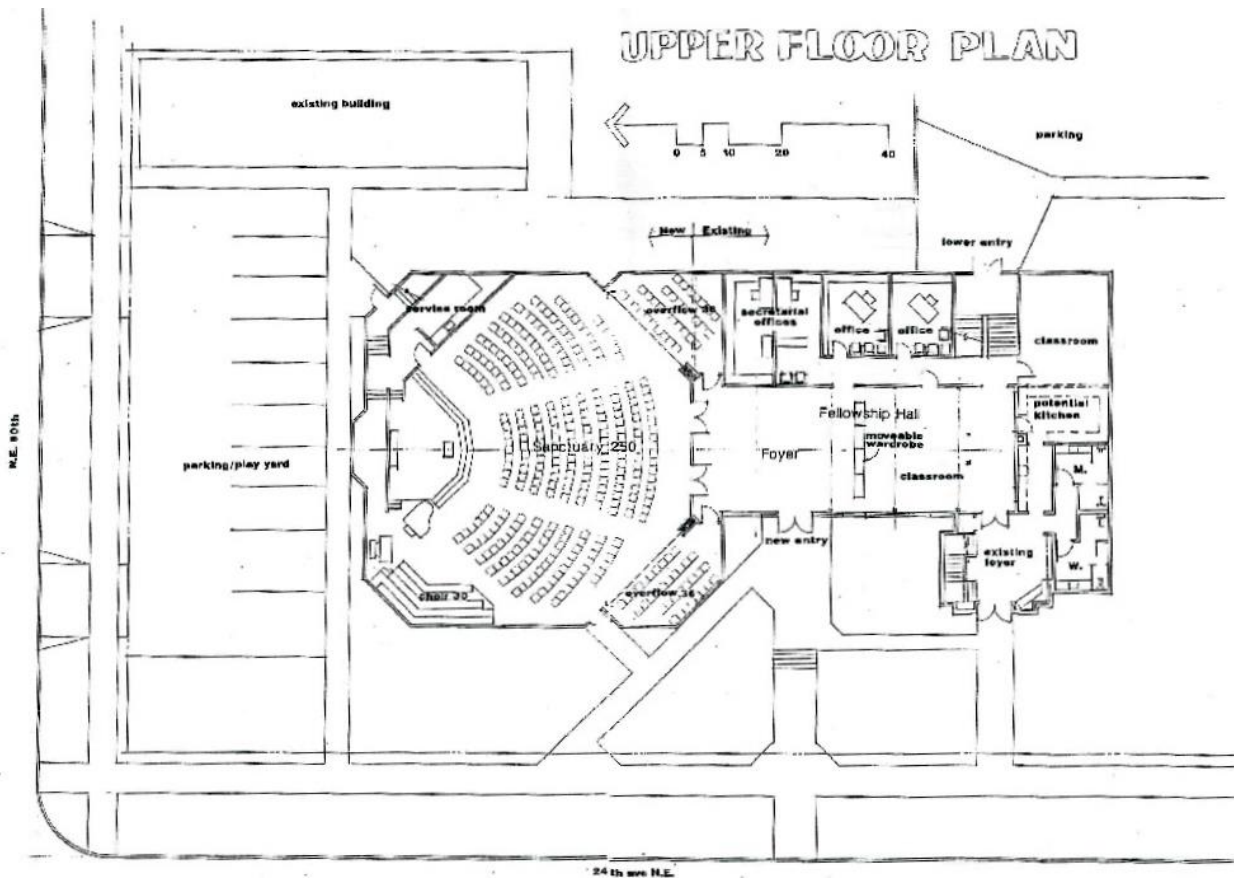 UPPER FLOOR PLAN
existing building
0 5 10 20 40
parking
New Existing
lower entry
service room
overflow 36
secretarial
offices
office
office
classroom
potential
kitchen
Fellowship Hall
moveable
wardrobe
N.E. 80th
parking/play yard
Sanctuary 250
Foyer
classroom
M.
new entry
existing
foyer
W.
choir 30
overflow 36
24th ave N.E.